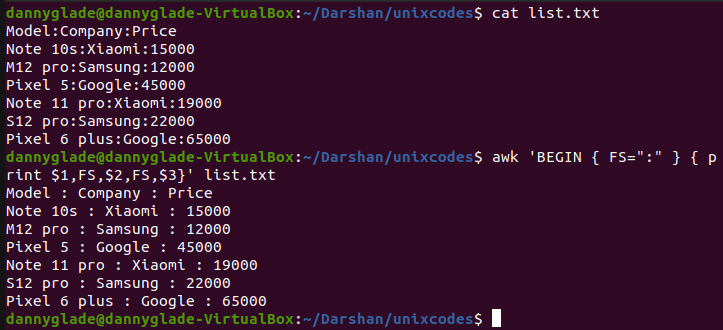 dannyglade@dannyglade-VirtualBox:~/Darshan/unixcodes$ cat list.txt
Model:Company:Price
Note 10s:Xiaomi:15000
M12 pro:Samsung:12000
Pixel 5:Google:45000
Note 11 pro:Xiaomi:19000
S12 pro:Samsung:22000
Pixel 6 plus:Google:65000
dannyglade@dannyglade-VirtualBox:~/Darshan/unixcodes$ awk 'BEGIN { FS=":" } { p
rint $1,FS,$2,FS,$3}' list.txt
Model : Company : Price
Note 10s : Xiaomi : 15000
M12 pro : Samsung : 12000
Pixel 5 : Google : 45000
Note 11 pro : Xiaomi : 19000
S12 pro : Samsung : 22000
Pixel 6 plus : Google : 65000
dannyglade@dannyglade-VirtualBox:~/Darshan/unixcodes$